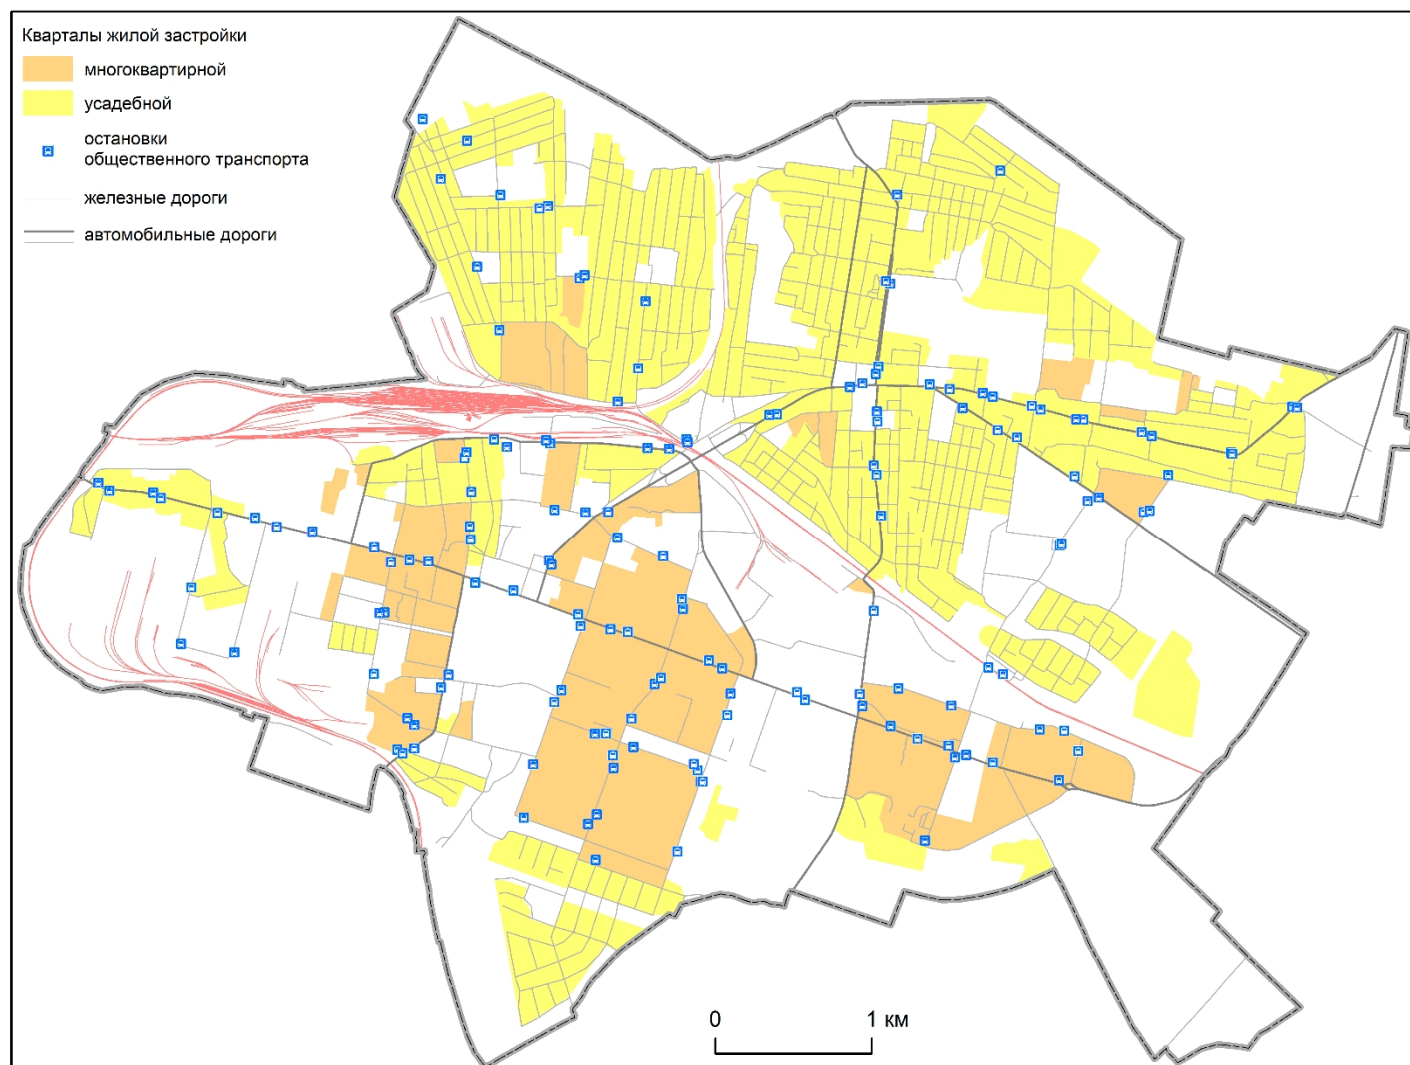 Кварталы жилой застройки
многоквартирной
усадебной
остановки
общественного транспорта
железные дороги
автомобильные дороги
0 1 км